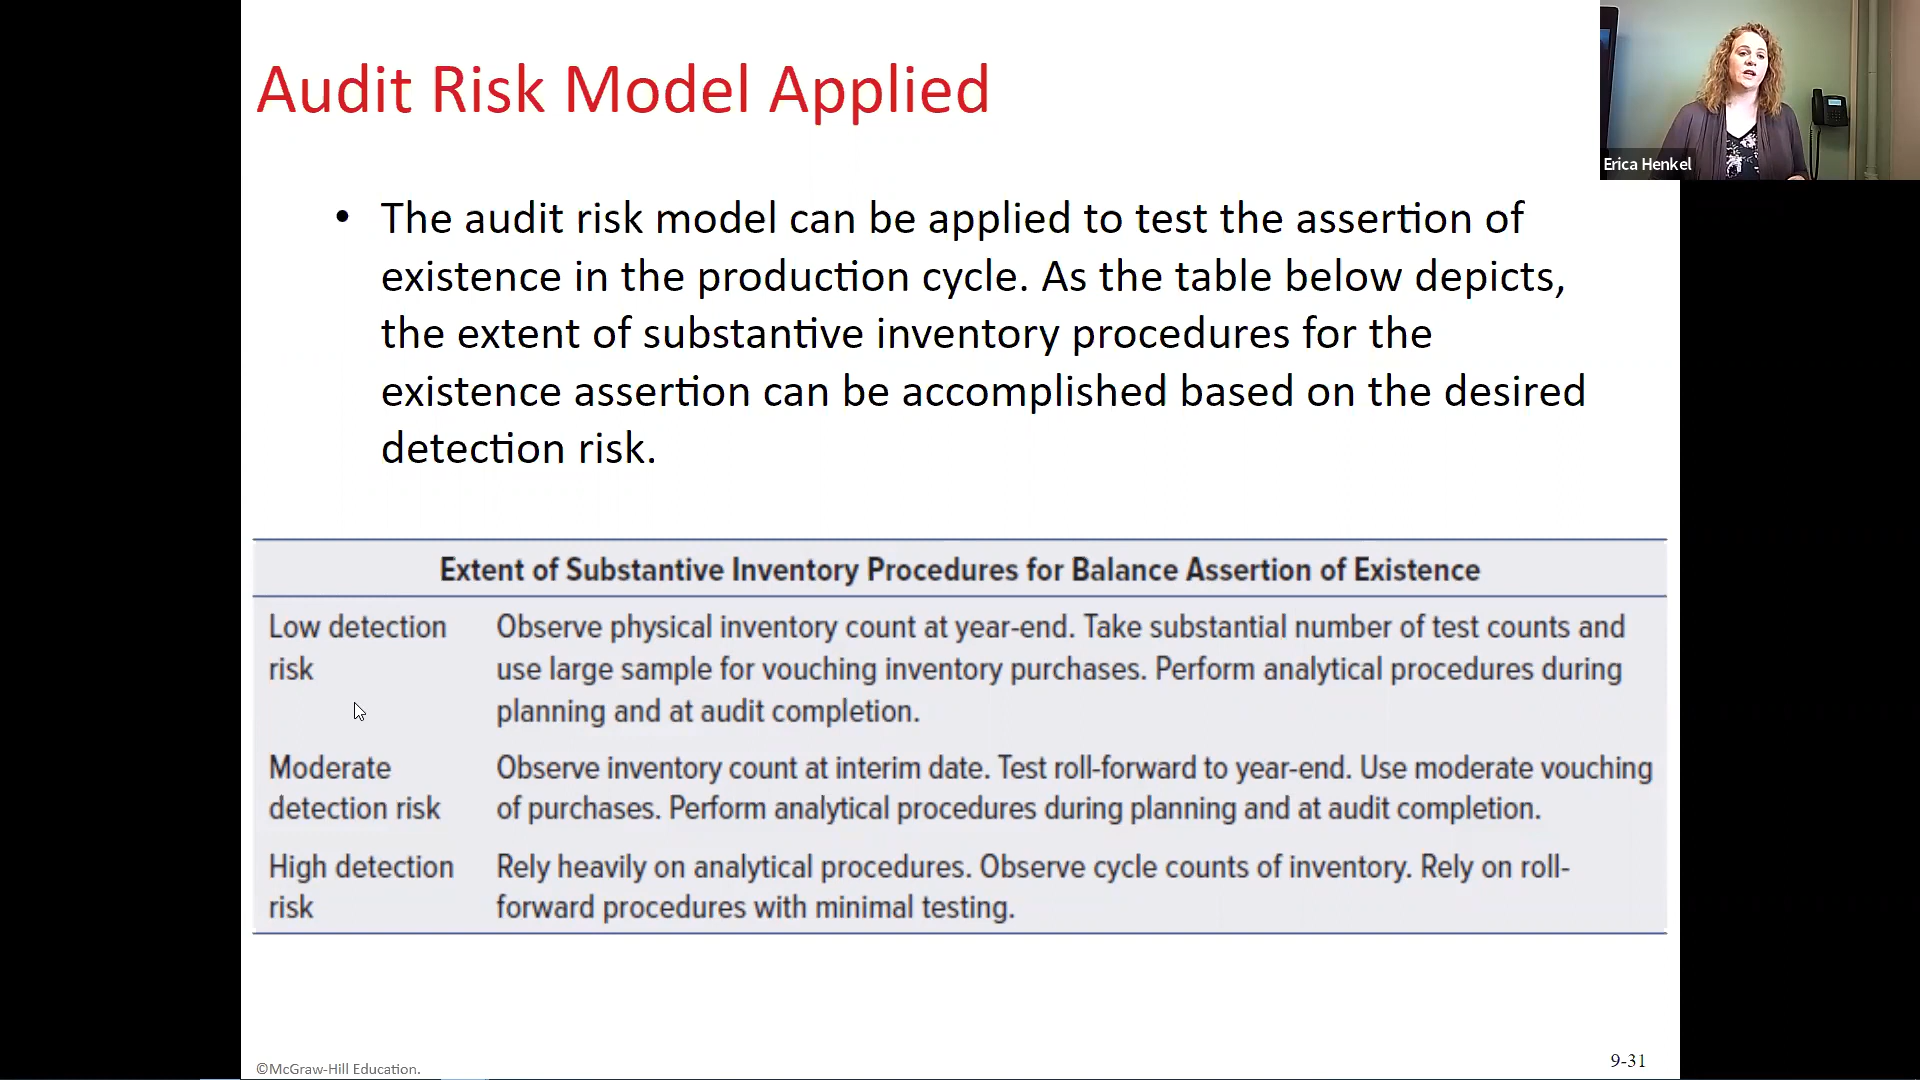 Audit Risk Model Applied
Erica Henkel
• The audit risk model can be applied to test the assertion of
existence in the production cycle. As the table below depicts,
the extent of substantive inventory procedures for the
existence assertion can be accomplished based on the desired
detection risk.
Extent of Substantive Inventory Procedures for Balance Assertion of Existence
Low detection risk
Observe physical inventory count at year-end. Take substantial number of test counts and
use large sample for vouching inventory purchases. Perform analytical procedures during
planning and at audit completion.
Moderate detection risk
Observe inventory count at interim date. Test roll-forward to year-end. Use moderate vouching
of purchases. Perform analytical procedures during planning and at audit completion.
High detection risk
Rely heavily on analytical procedures. Observe cycle counts of inventory. Rely on roll-
forward procedures with minimal testing.
©McGraw-Hill Education.
9-31